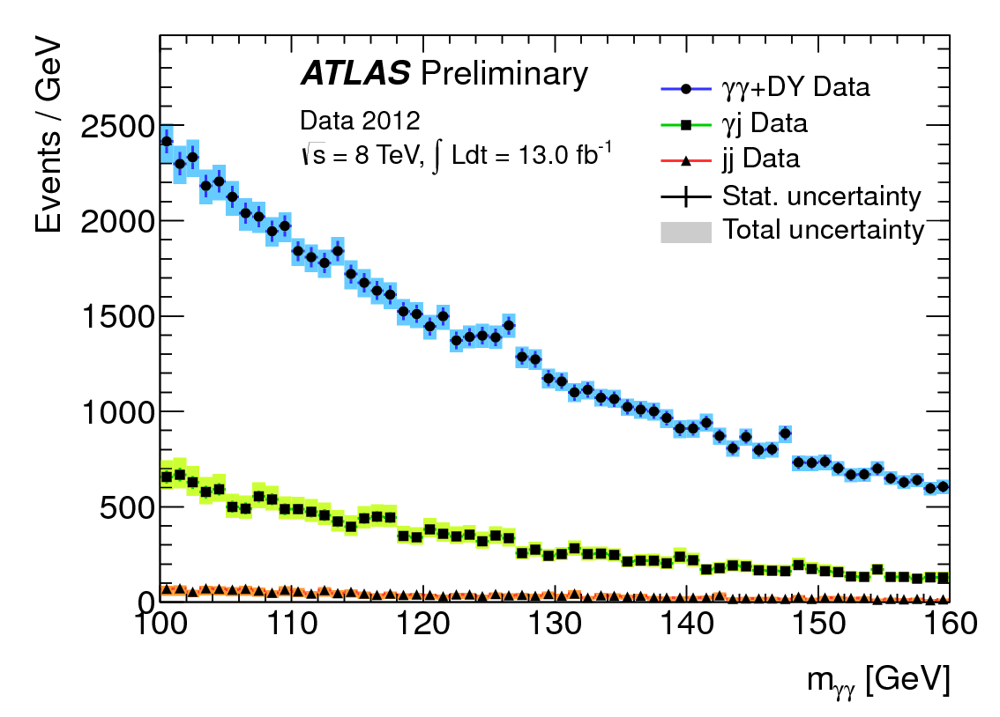 ATLAS Preliminary
Data 2012
√s = 8 TeV, ∫ Ldt = 13.0 fb⁻¹
γγ+DY Data
γj Data
jj Data
Stat. uncertainty
Total uncertainty
Events / GeV
2500
2000
1500
1000
500
0
100 110 120 130 140 150 160
m_γγ [GeV]